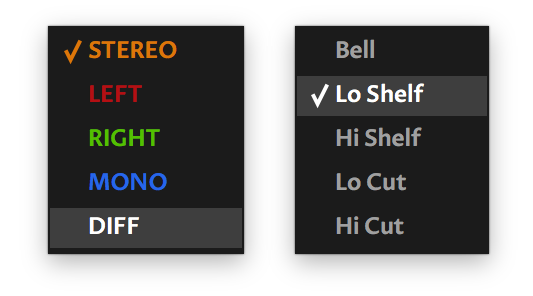 STEREO
LEFT
RIGHT
MONO
DIFF
Bell
Lo Shelf
Hi Shelf
Lo Cut
Hi Cut